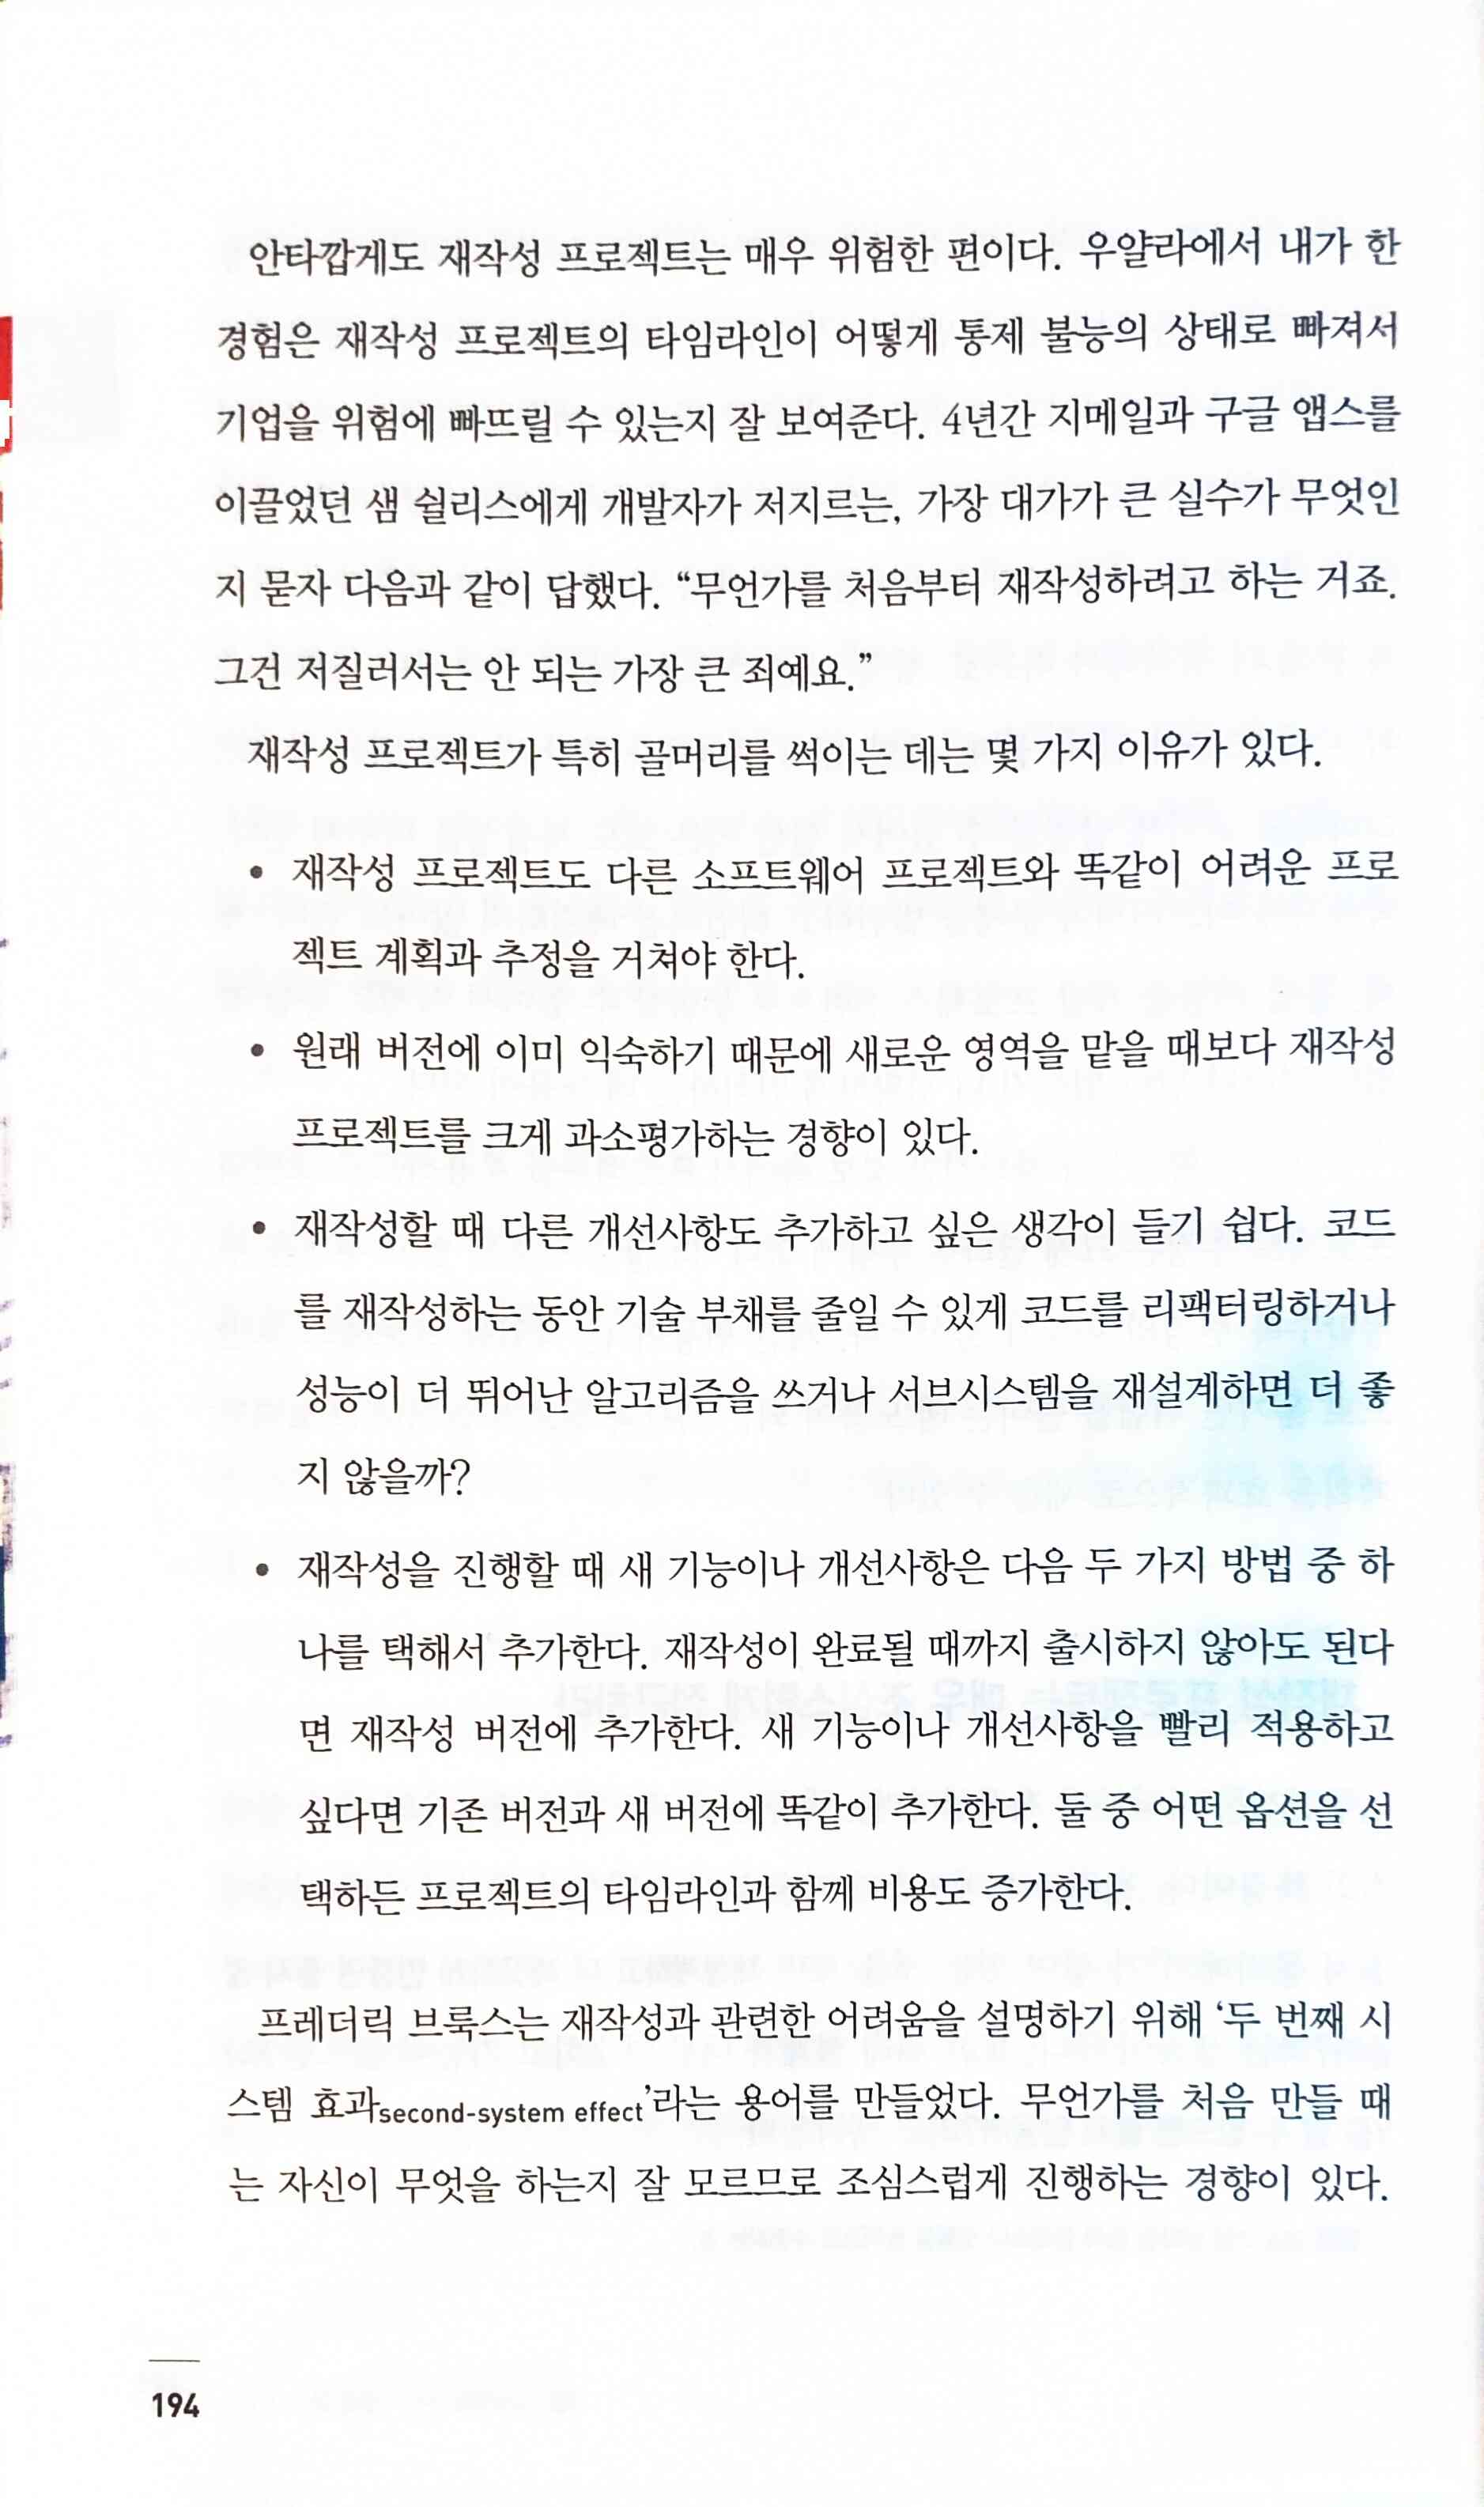 안타깝게도 재작성 프로젝트는 매우 위험한 편이다. 우얄라에서 내가 한
경험은 재작성 프로젝트의 타임라인이 어떻게 통제 불능의 상태로 빠져서
기업을 위험에 빠뜨릴 수 있는지 잘 보여준다. 4년간 지메일과 구글 앱스를
이끌었던 샘 쉴리스에게 개발자가 저지르는, 가장 대가가 큰 실수가 무엇인
지 묻자 다음과 같이 답했다. “무언가를 처음부터 재작성하려고 하는 거죠.
그건 저질러서는 안 되는 가장 큰 죄예요.”
재작성 프로젝트가 특히 골머리를 썩이는 데는 몇 가지 이유가 있다.
• 재작성 프로젝트도 다른 소프트웨어 프로젝트와 똑같이 어려운 프로
젝트 계획과 추정을 거쳐야 한다.
• 원래 버전에 이미 익숙하기 때문에 새로운 영역을 맡을 때보다 재작성
프로젝트를 크게 과소평가하는 경향이 있다.
• 재작성할 때 다른 개선사항도 추가하고 싶은 생각이 들기 쉽다. 코드
를 재작성하는 동안 기술 부채를 줄일 수 있게 코드를 리팩터링하거나
성능이 더 뛰어난 알고리즘을 쓰거나 서브시스템을 재설계하면 더 좋
지 않을까?
• 재작성을 진행할 때 새 기능이나 개선사항은 다음 두 가지 방법 중 하
나를 택해서 추가한다. 재작성이 완료될 때까지 출시하지 않아도 된다
면 재작성 버전에 추가한다. 새 기능이나 개선사항을 빨리 적용하고
싶다면 기존 버전과 새 버전에 똑같이 추가한다. 둘 중 어떤 옵션을 선
택하든 프로젝트의 타임라인과 함께 비용도 증가한다.
프레더릭 브룩스는 재작성과 관련한 어려움을 설명하기 위해 ‘두 번째 시
스템 효과second-system effect’라는 용어를 만들었다. 무언가를 처음 만들 때
는 자신이 무엇을 하는지 잘 모르므로 조심스럽게 진행하는 경향이 있다.
194